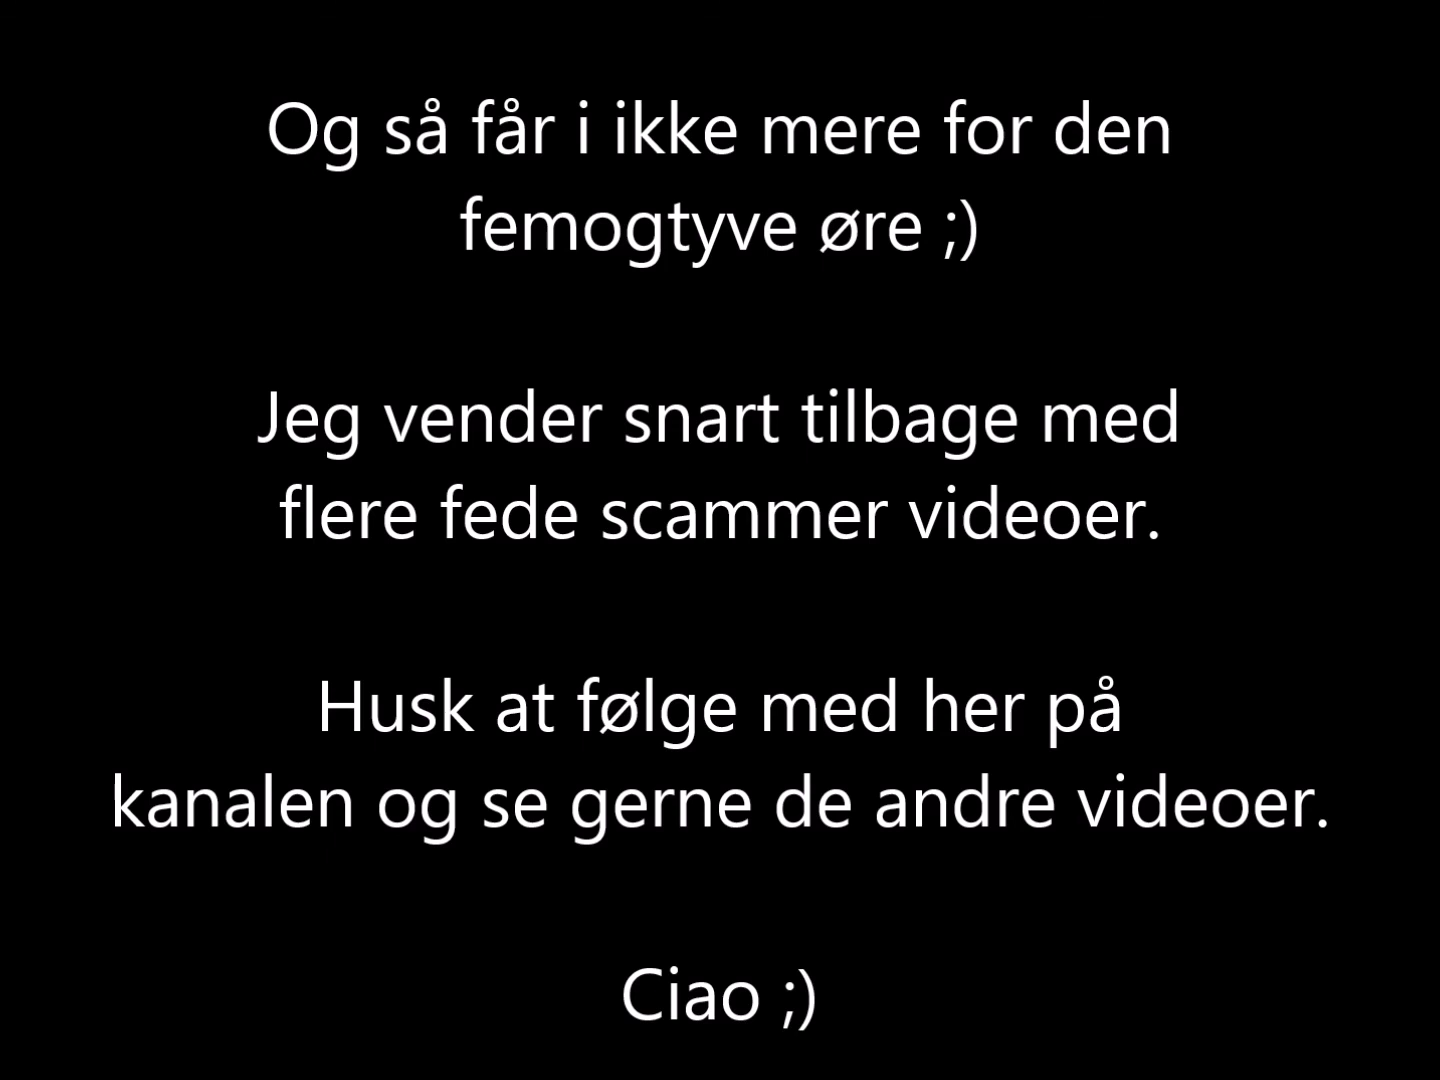 Og så får i ikke mere for den
femogtyve øre ;)
Jeg vender snart tilbage med
flere fede scammer videoer.
Husk at følge med her på
kanalen og se gerne de andre videoer.
Ciao ;)